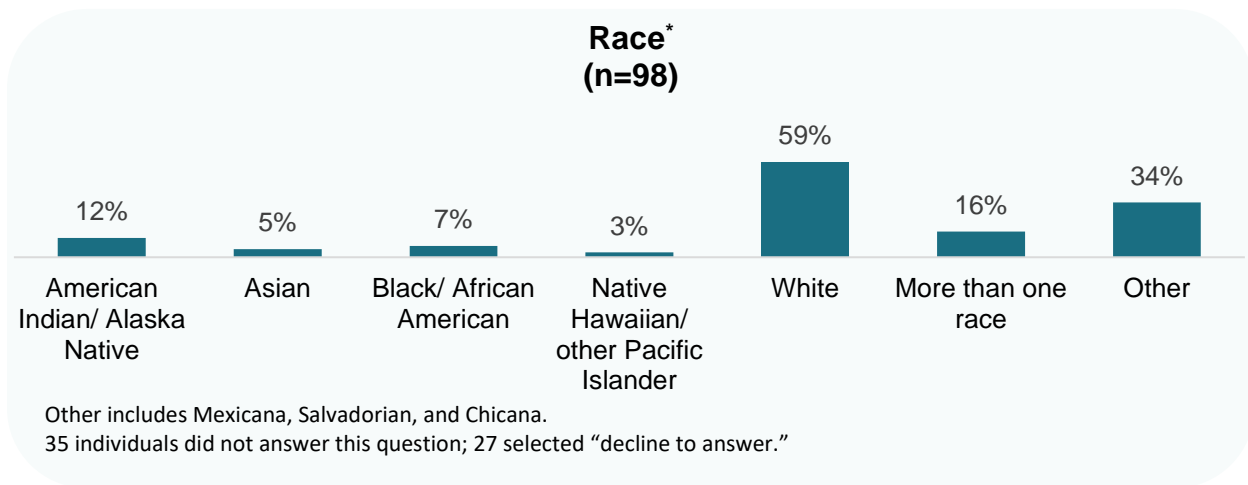 Race*
(n=98)
12%
5%
7%
3%
59%
16%
34%
American
Indian/ Alaska
Native
Asian
Black/ African
American
Native
Hawaiian/
other Pacific
Islander
White
More than one
race
Other
Other includes Mexicana, Salvadorian, and Chicana.
35 individuals did not answer this question; 27 selected “decline to answer.”